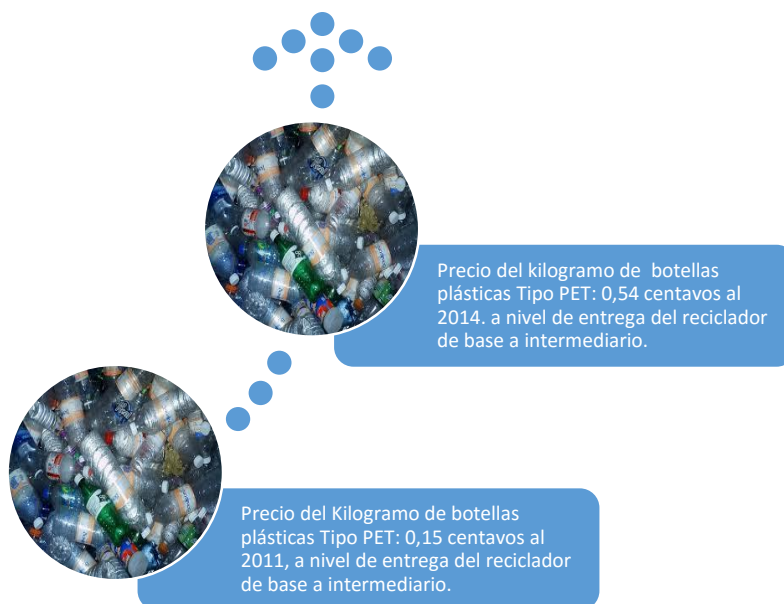 Precio del kilogramo de  botellas
plásticas Tipo PET: 0,54 centavos al
2014. a nivel de entrega del reciclador
de base a intermediario.
Precio del Kilogramo de botellas
plásticas Tipo PET: 0,15 centavos al
2011, a nivel de entrega del reciclador
de base a intermediario.